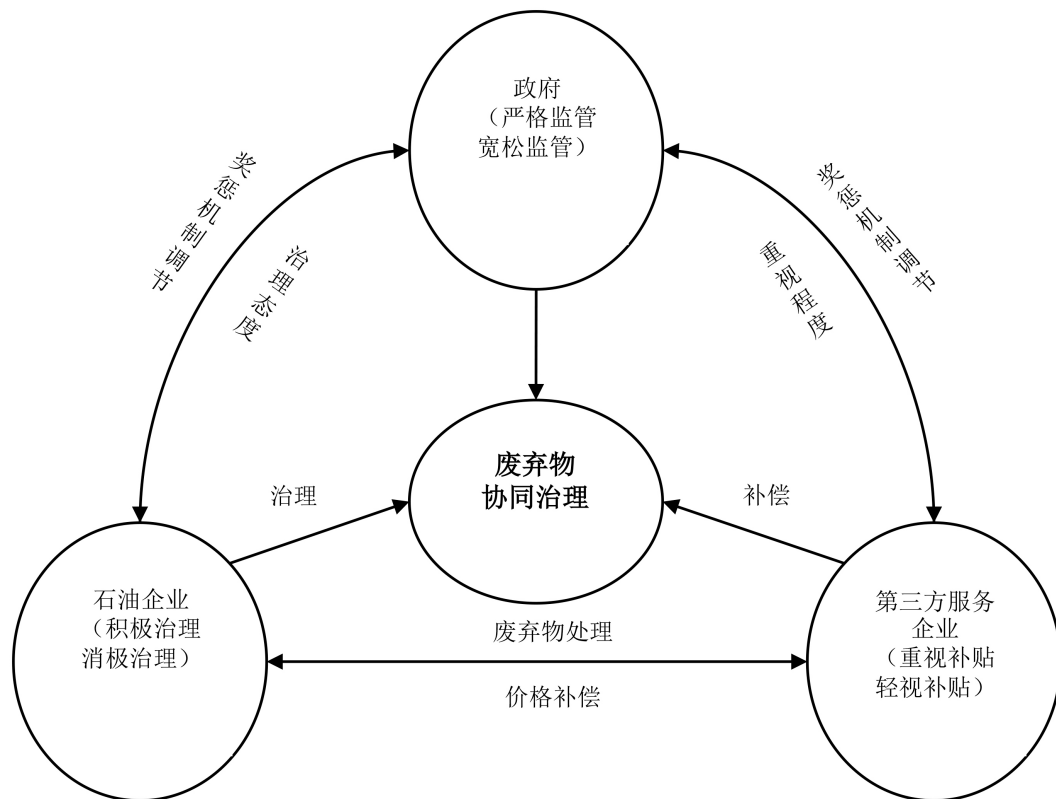 政府
（严格监管
宽松监管）
奖惩机制调节
治理态度
重视程度
奖惩机制调节
废弃物
协同治理
治理
补偿
石油企业
（积极治理
消极治理）
第三方服务
企业
（重视补贴
轻视补贴）
废弃物处理
价格补偿